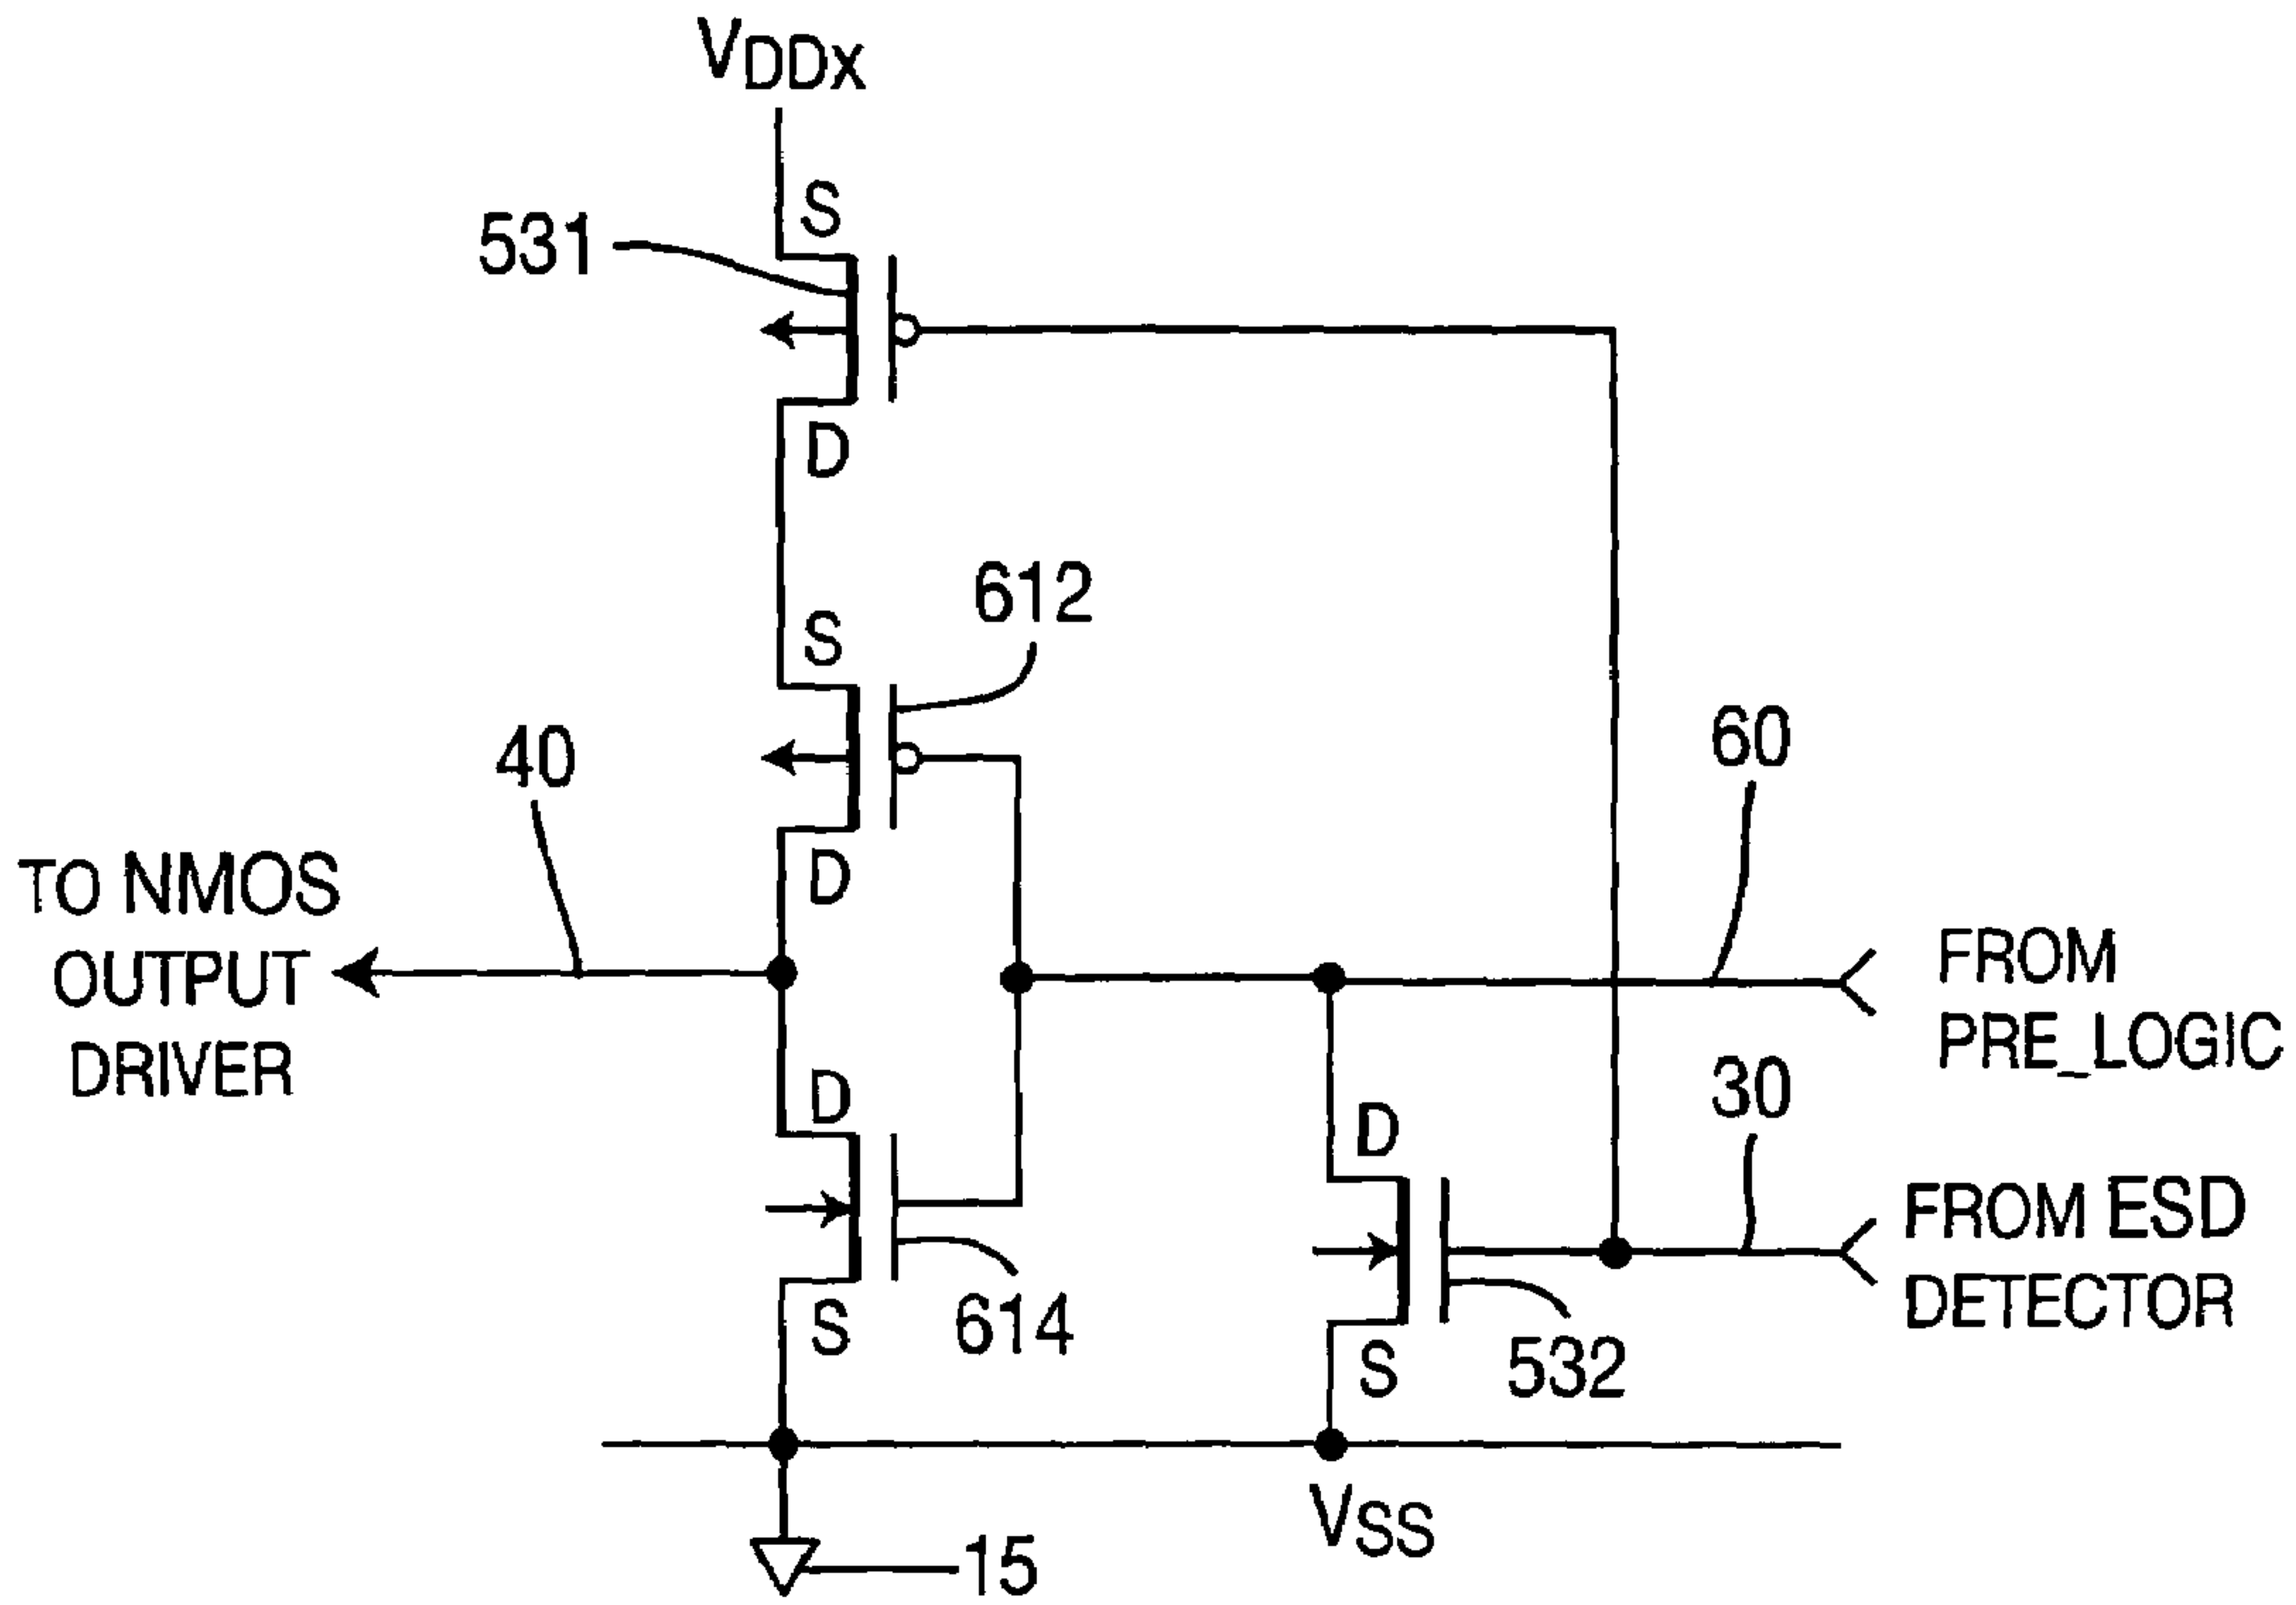 VDDX
S
531
D
612
S
40
60
D
TO NMOS
OUTPUT
DRIVER
FROM
PRE_LOGIC
30
D
D
FROM ESD
DETECTOR
S
614
S
532
VSS
15